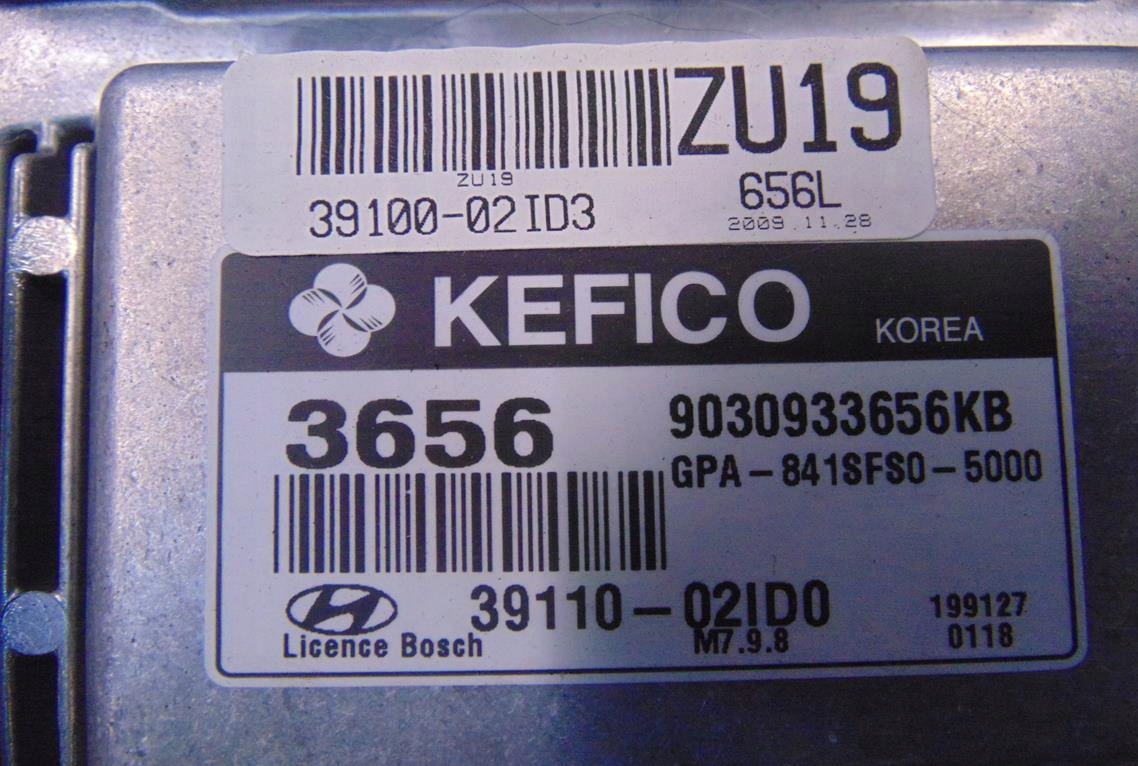 ZU19
ZU19
656L
39100-02ID3
2009.11.28
KEFICO
KOREA
3656
9030933656KB
GPA-841SFS0-5000
39110-02ID0
199127
Licence Bosch
M7.9.8
0118